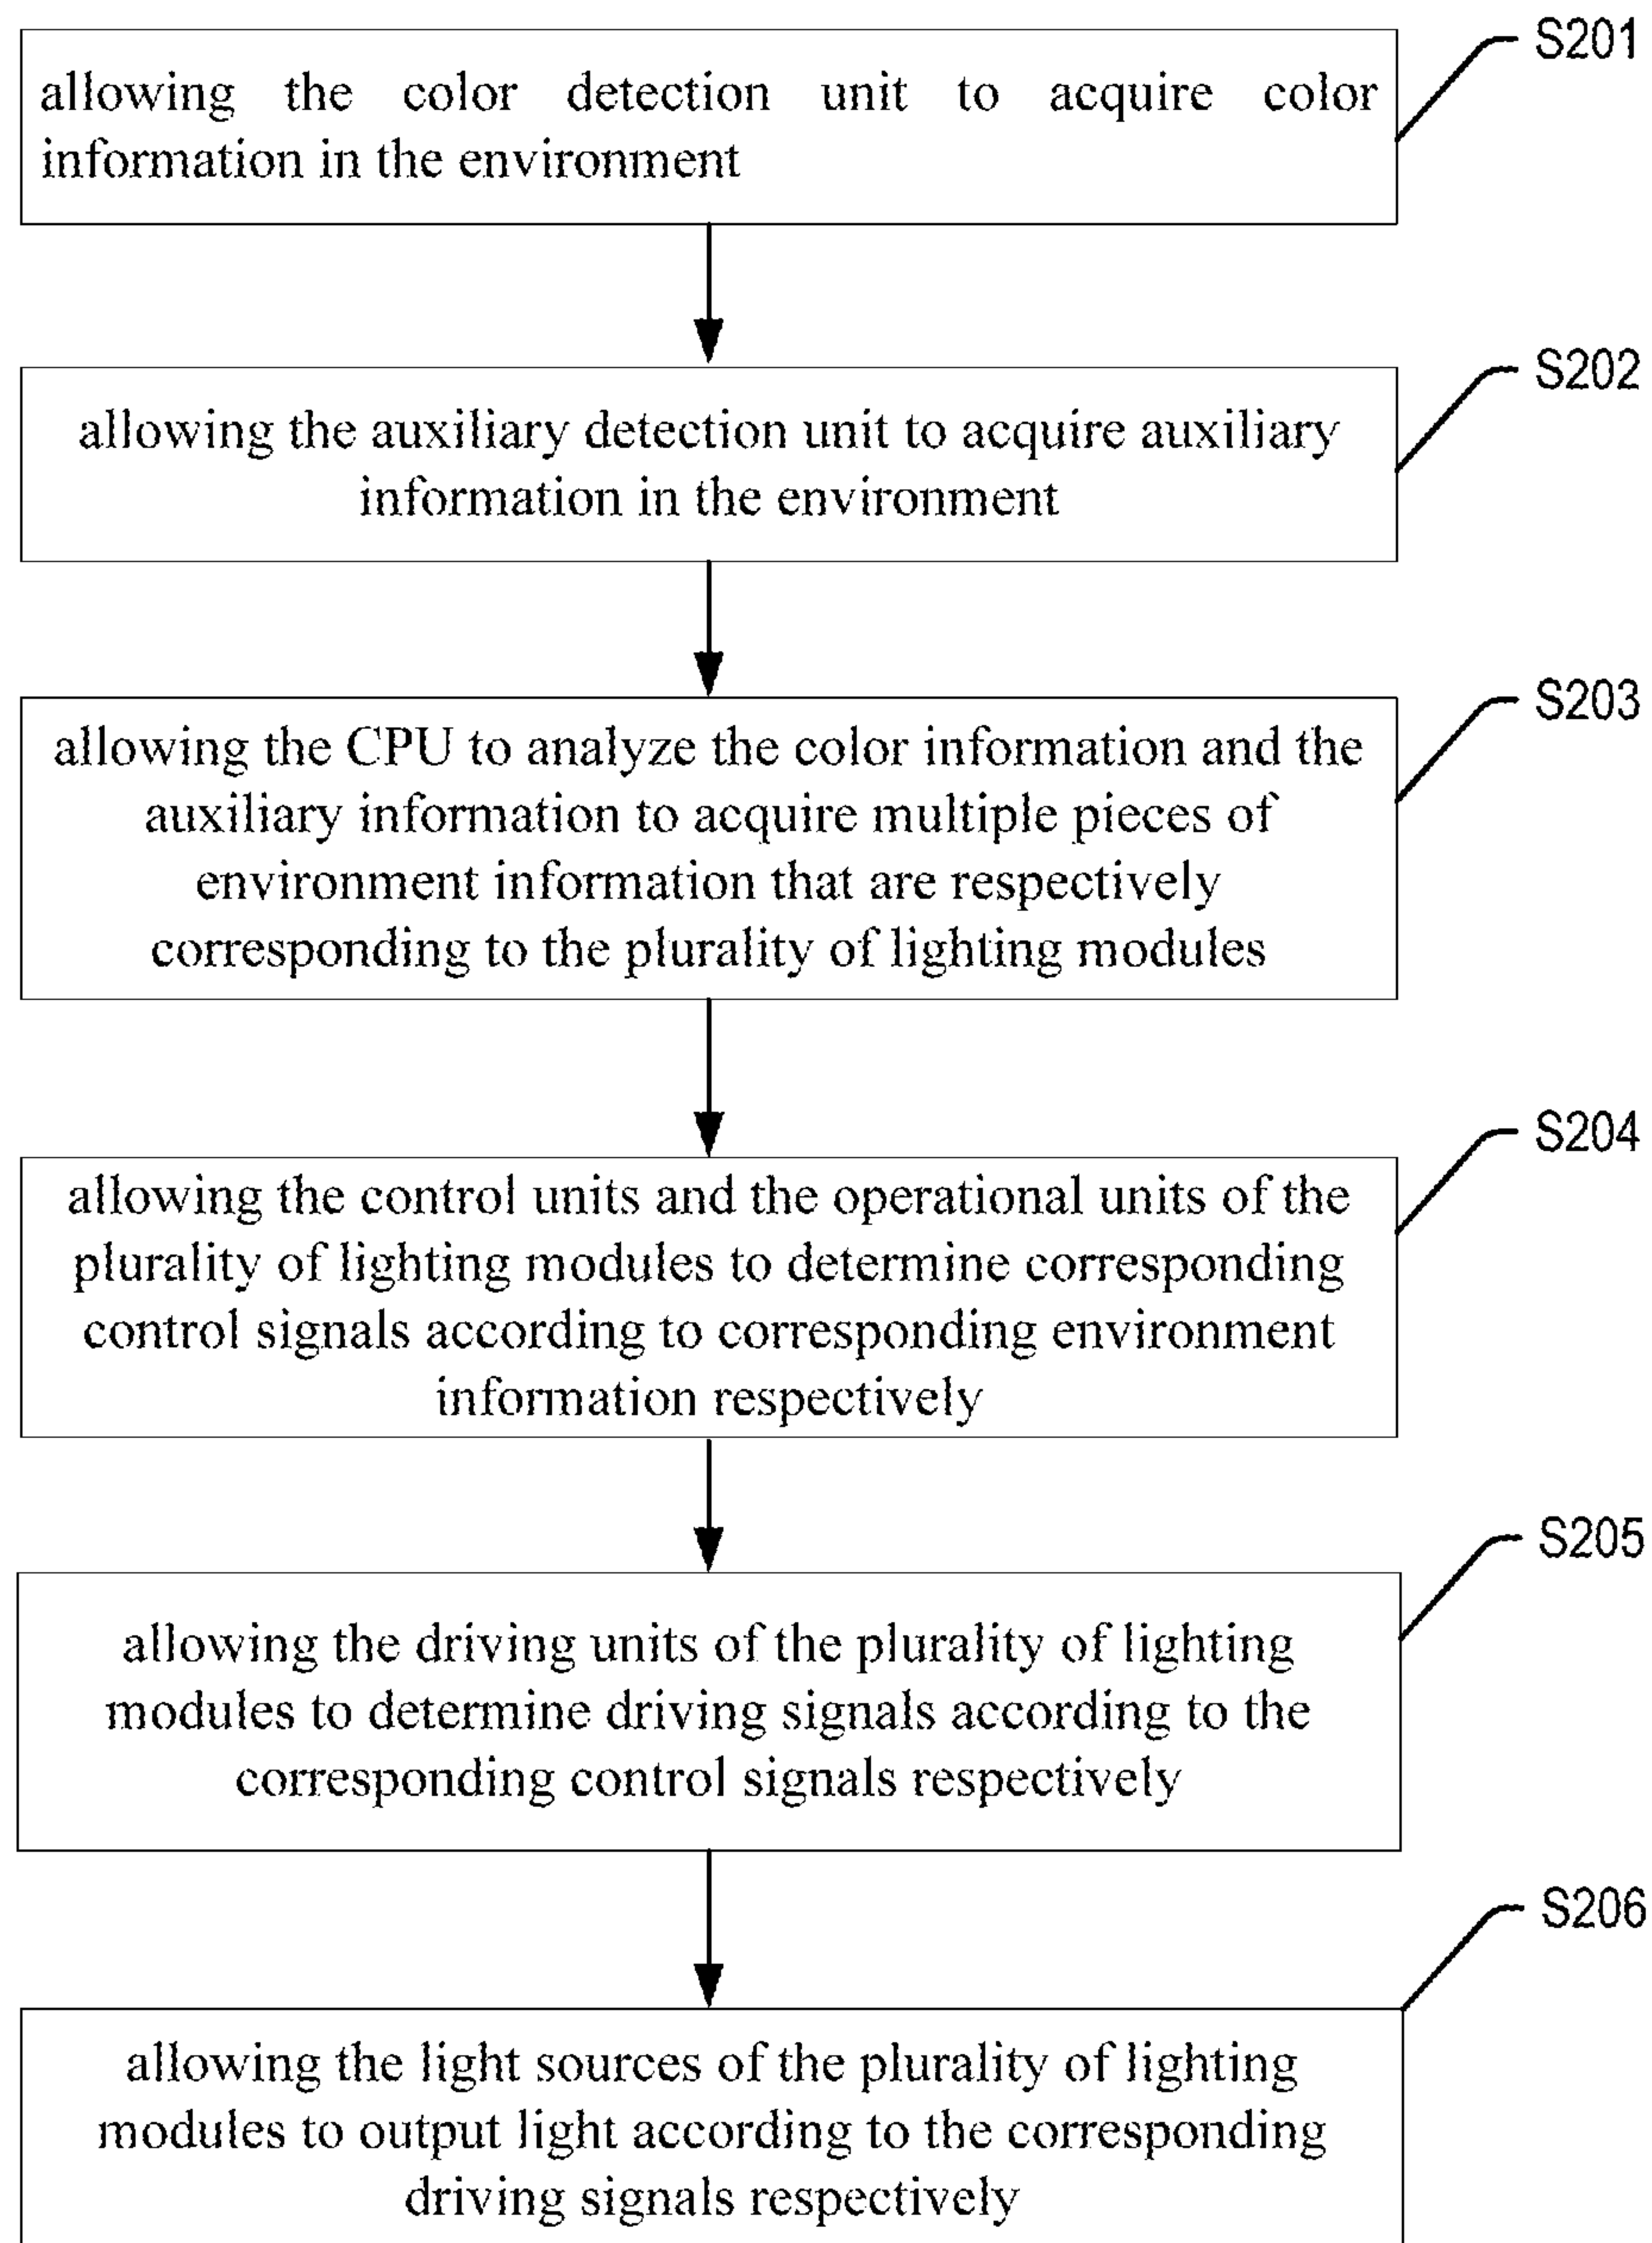 S201
allowing the color detection unit to acquire color
information in the environment
S202
allowing the auxiliary detection unit to acquire auxiliary
information in the environment
S203
allowing the CPU to analyze the color information and the
auxiliary information to acquire multiple pieces of
environment information that are respectively
corresponding to the plurality of lighting modules
S204
allowing the control units and the operational units of the
plurality of lighting modules to determine corresponding
control signals according to corresponding environment
information respectively
S205
allowing the driving units of the plurality of lighting
modules to determine driving signals according to the
corresponding control signals respectively
S206
allowing the light sources of the plurality of lighting
modules to output light according to the corresponding
driving signals respectively